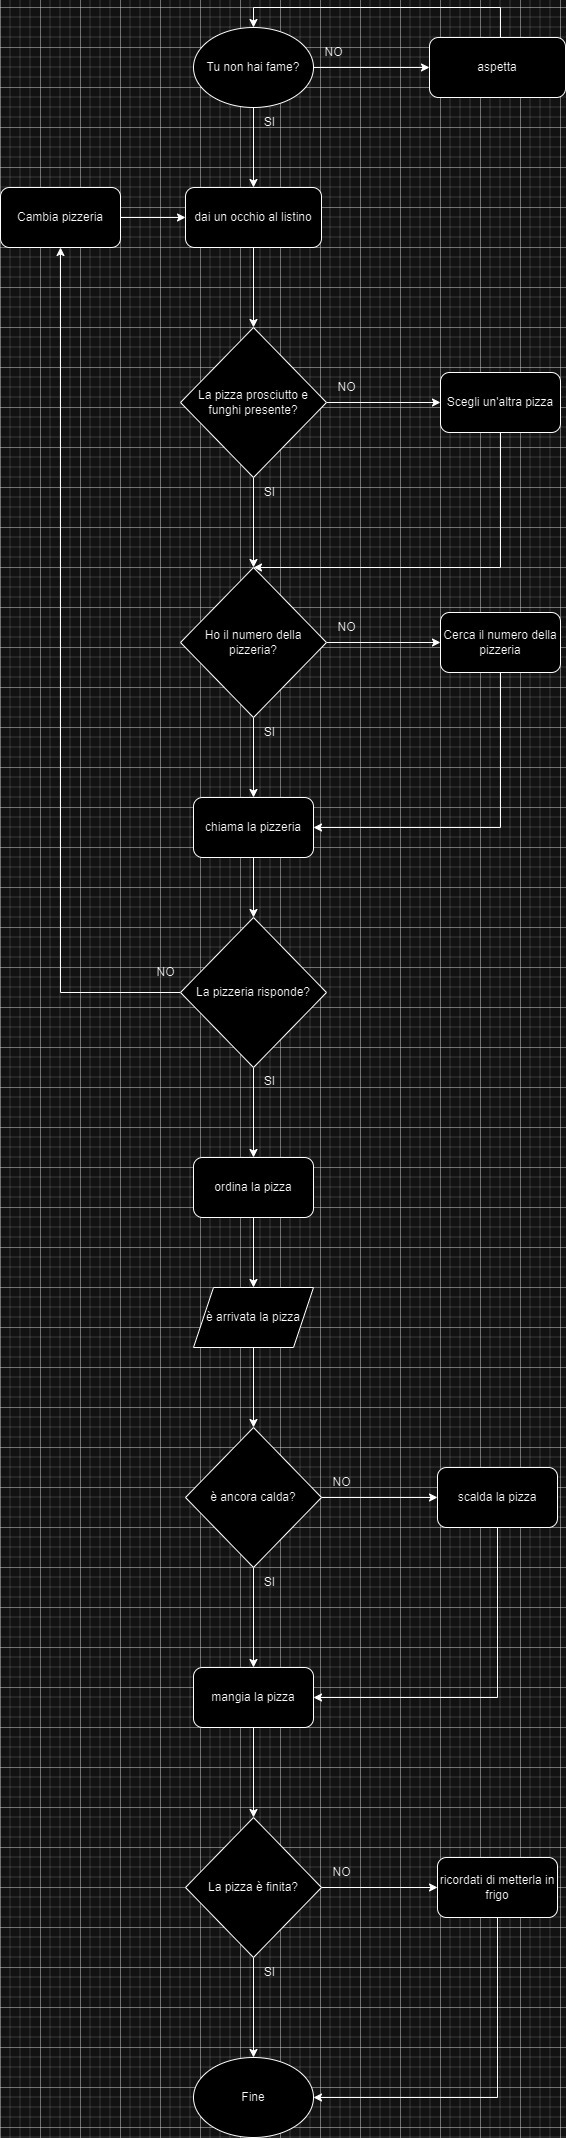 Tu non hai fame?
NO
aspetta
SI
Cambia pizzeria
dai un occhio al listino
La pizza prosciutto e
funghi presente?
NO
Scegli un'altra pizza
SI
Ho il numero della
pizzeria?
NO
Cerca il numero della
pizzeria
SI
chiama la pizzeria
NO
La pizzeria risponde?
SI
ordina la pizza
è arrivata la pizza
è ancora calda?
NO
scalda la pizza
SI
mangia la pizza
La pizza è finita?
NO
ricordati di metterla in
frigo
SI
Fine